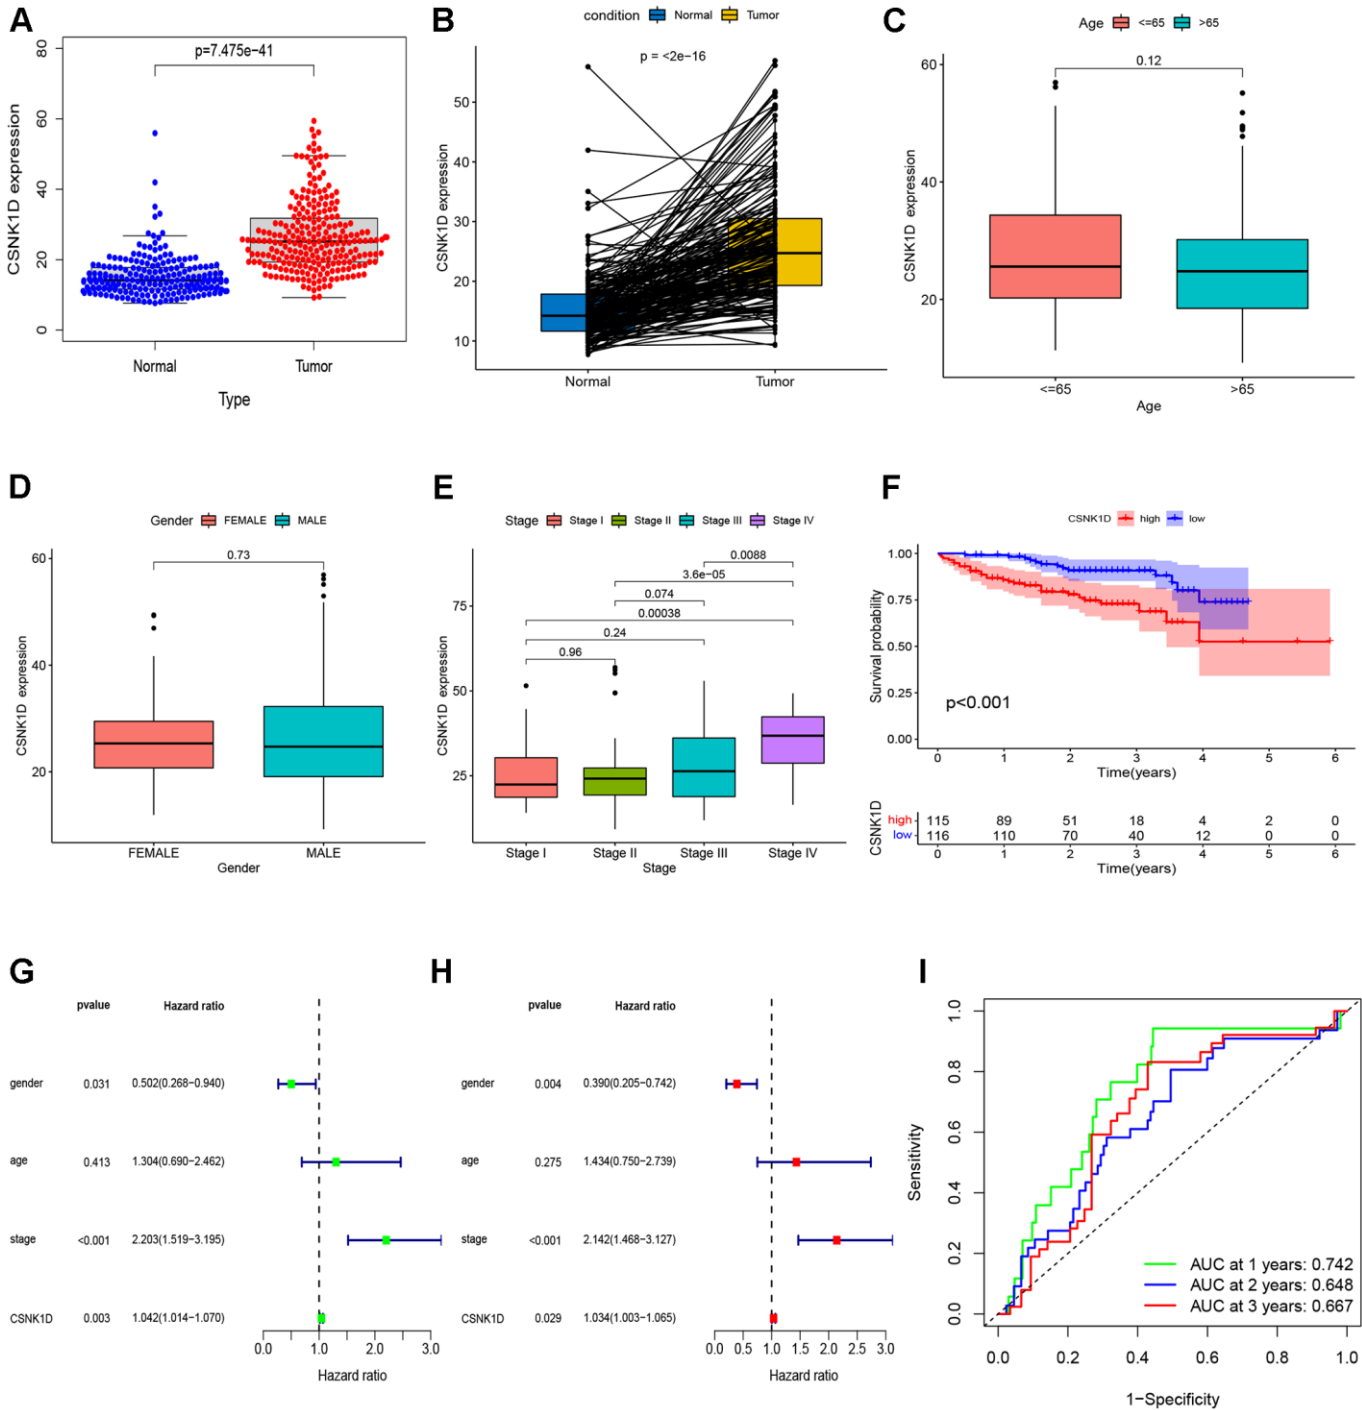 A
p=7.475e−41
CSNK1D expression
80
60
40
20
0
Normal
Tumor
Type
B
condition Normal Tumor
p = <2e−16
CSNK1D expression
50
40
30
20
10
Normal
Tumor
C
Age <=65 >65
0.12
CSNK1D expression
60
40
20
<=65
>65
Age
D
Gender FEMALE MALE
0.73
CSNK1D expression
60
40
20
FEMALE
MALE
Gender
E
Stage Stage I Stage II Stage III Stage IV
0.0088
3.6e−05
0.074
0.00038
0.24
0.96
CSNK1D expression
75
50
25
Stage I
Stage II
Stage III
Stage IV
Stage
F
CSNK1D high low
Survival probability
1.00
0.75
0.50
0.25
0.00
p<0.001
0 1 2 3 4 5 6
Time(years)
CSNK1D
high 115 89 51 18 4 2 0
low 116 110 70 40 12 0 0
0 1 2 3 4 5 6
Time(years)
G
pvalue Hazard ratio
gender 0.031 0.502(0.268−0.940)
age 0.413 1.304(0.690−2.462)
stage <0.001 2.203(1.519−3.195)
CSNK1D 0.003 1.042(1.014−1.070)
0.0 1.0 2.0 3.0
Hazard ratio
H
pvalue Hazard ratio
gender 0.004 0.390(0.205−0.742)
age 0.275 1.434(0.750−2.739)
stage <0.001 2.142(1.468−3.127)
CSNK1D 0.029 1.034(1.003−1.065)
0.0 0.5 1.0 1.5 2.0 2.5 3.0
Hazard ratio
I
Sensitivity
1.0
0.8
0.6
0.4
0.2
0.0
AUC at 1 years: 0.742
AUC at 2 years: 0.648
AUC at 3 years: 0.667
0.0 0.2 0.4 0.6 0.8 1.0
1−Specificity